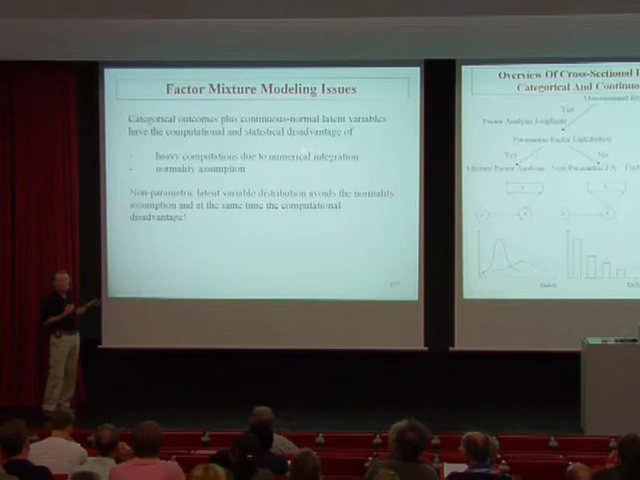 Factor Mixture Modeling Issues
Categorical outcomes plus continuous-normal latent variables
have the computational and statistical disadvantage of
- heavy computations due to numerical integration
- normality assumption
Non-parametric latent variable distribution avoids the normality
assumption and at the same time the computational
disadvantage!
Overview Of Cross-Sectional
Categorical And Continuo
Yes
Factor Analysis
Parametric Factor Distribution
Yes
No
Mixture Factor Analysis
Non-Parametric FA
Factor